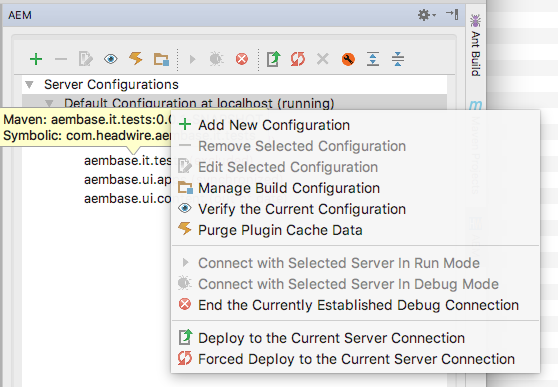 AEM
Server Configurations
Default Configuration at localhost (running)
Maven: aembase.it.tests:0.0
Symbolic: com.headwire.aem
aembase.it.tes
aembase.ui.ap
aembase.ui.co
Add New Configuration
Remove Selected Configuration
Edit Selected Configuration
Manage Build Configuration
Verify the Current Configuration
Purge Plugin Cache Data
Connect with Selected Server In Run Mode
Connect with Selected Server In Debug Mode
End the Currently Established Debug Connection
Deploy to the Current Server Connection
Forced Deploy to the Current Server Connection
Ant Build